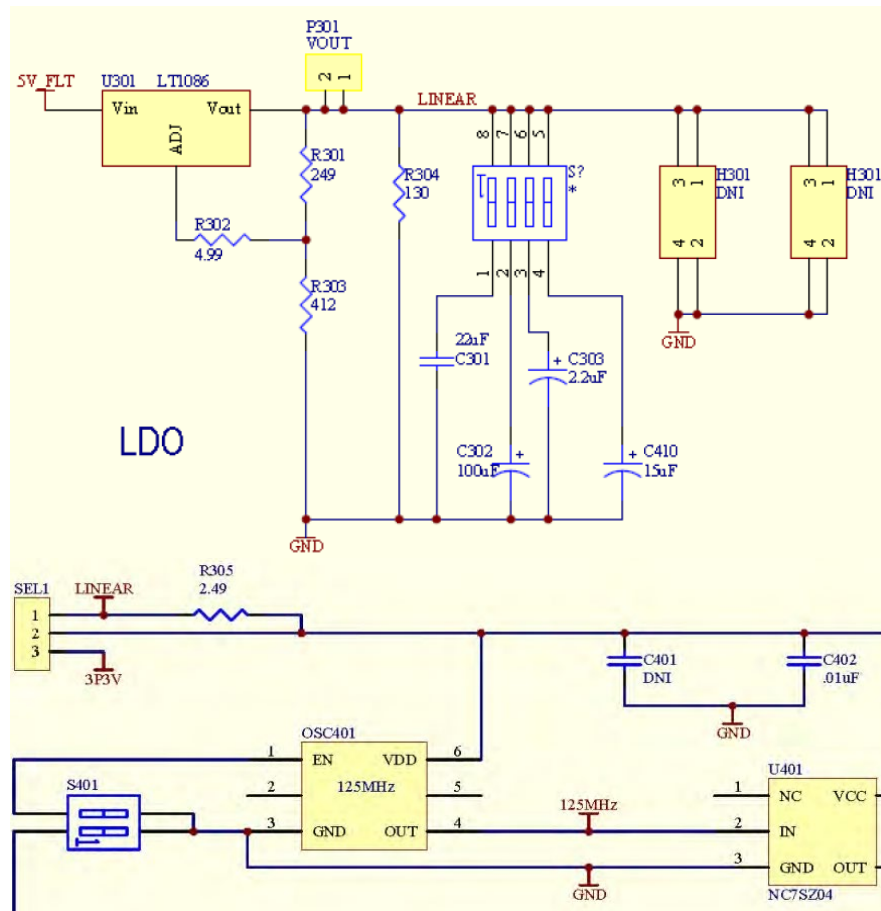 P301
VOUT
5V_FLT
U301 LT1086
2 1
LINEAR
Vin Vout
ADJ
8 7 6 5
R301
249
R304
130
S?
*
H301
DNI
H301
DNI
3 1
3 1
R302
4.99
4 2
4 2
1 2 3 4
R303
412
GND
22uF
C301
C303
2.2uF
LDO
C302
100uF
C410
15uF
GND
R305
2.49
SEL1
LINEAR
1
2
3
3P3V
C401
DNI
C402
.01uF
GND
OSC401
1 EN VDD 6
2 125MHz 5
3 GND OUT 4
S401
125MHz
GND
U401
1 NC VCC
2 IN
3 GND OUT
NC7SZ04